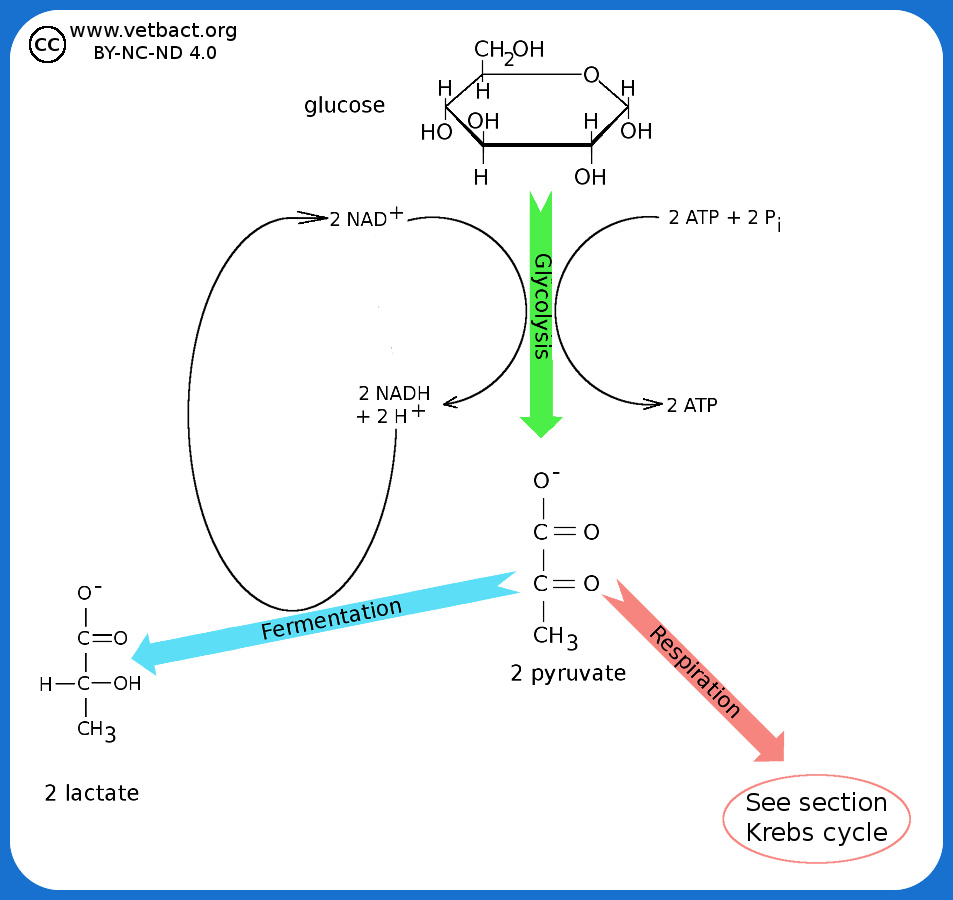 www.vetbact.org
BY-NC-ND 4.0
CC
glucose
CH2OH
O
H
H
H
HO
OH
H
OH
H
OH
2 NAD+
2 ATP + 2 Pi
Glycolysis
2 NADH
+ 2 H+
2 ATP
O-
C=O
C=O
CH3
2 pyruvate
Fermentation
Respiration
O-
C=O
H-C-OH
CH3
2 lactate
See section
Krebs cycle